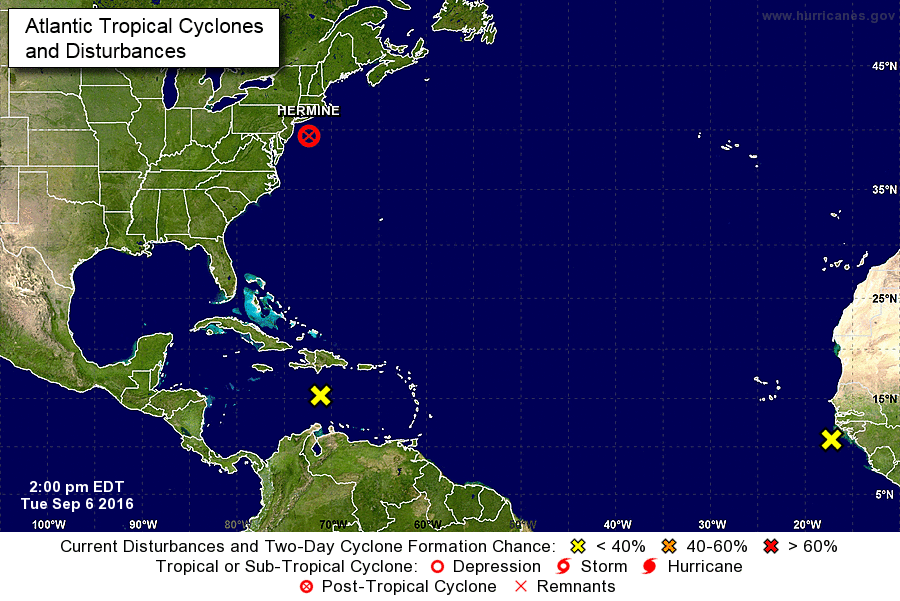 Atlantic Tropical Cyclones
and Disturbances
www.hurricanes.gov
45°N
HERMINE
35°N
25°N
15°N
5°N
2:00 pm EDT
Tue Sep 6 2016
100°W 90°W 80°W 70°W 60°W 50°W 40°W 30°W 20°W
Current Disturbances and Two-Day Cyclone Formation Chance: < 40% 40-60% > 60%
Tropical or Sub-Tropical Cyclone: Depression Storm Hurricane
Post-Tropical Cyclone Remnants